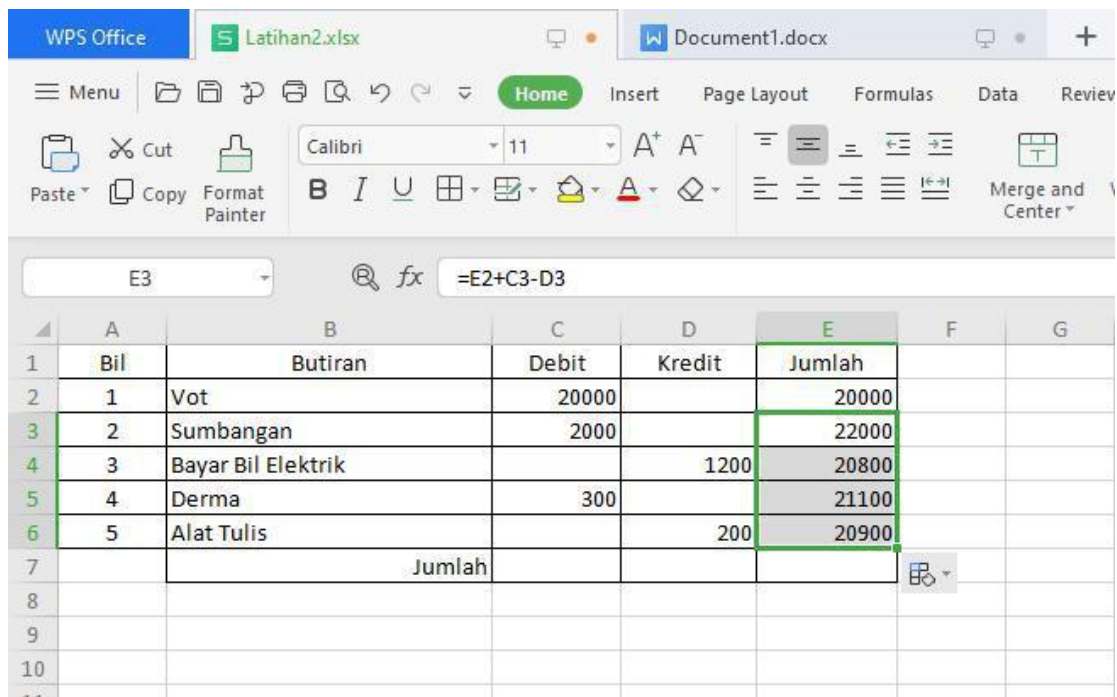 WPS Office Latihan2.xlsx Document1.docx
Menu Home Insert Page Layout Formulas Data Review
Cut Calibri 11 A+ A-
Paste Copy Format Painter B I U A Merge and Center
E3 fx =E2+C3-D3
A B C D E F G
1 Bil Butiran Debit Kredit Jumlah
2 1 Vot 20000 20000
3 2 Sumbangan 2000 22000
4 3 Bayar Bil Elektrik 1200 20800
5 4 Derma 300 21100
6 5 Alat Tulis 200 20900
7 Jumlah
8
9
10